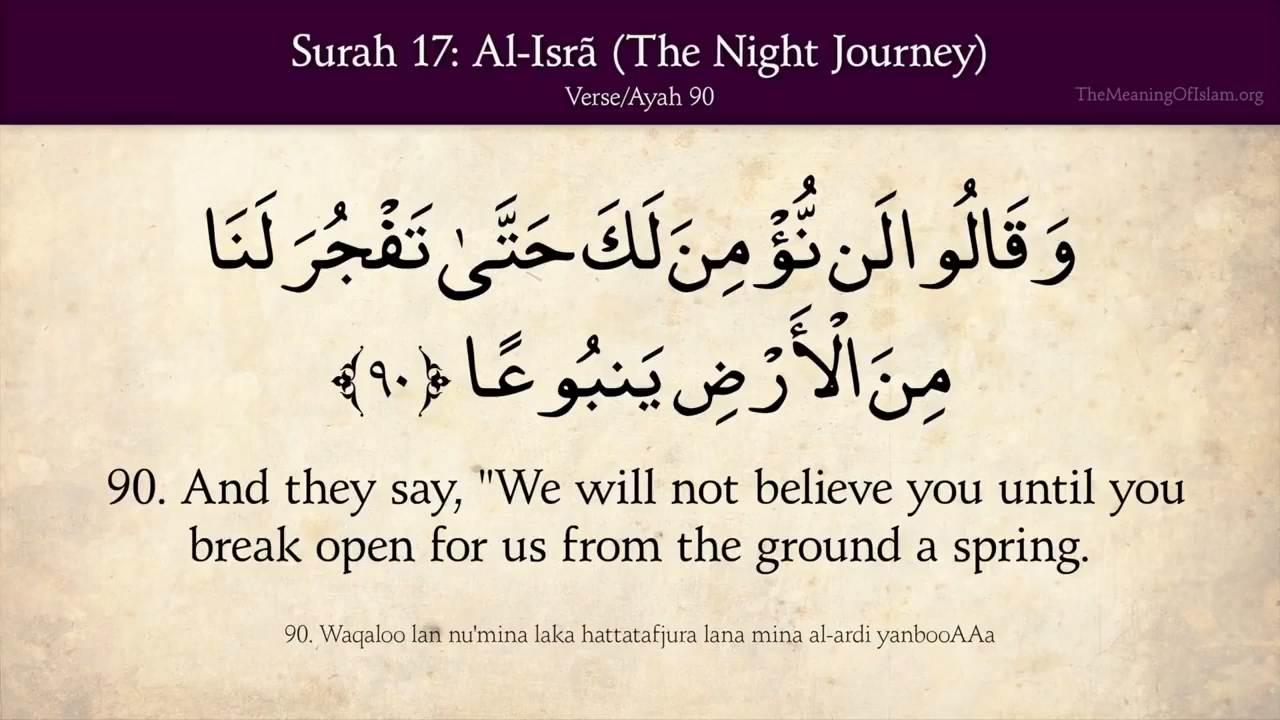 Surah 17: Al-Isrã (The Night Journey)
Verse/Ayah 90
TheMeaningOfIslam.org
وَقَالُوا لَن نُّؤْمِنَ لَكَ حَتَّىٰ تَفْجُرَ لَنَا
مِنَ الْأَرْضِ يَنبُوعًا ﴿٩٠﴾
90. And they say, "We will not believe you until you
break open for us from the ground a spring.
90. Waqaloo lan nu'mina laka hattatafjura lana mina al-ardi yanbooAAa